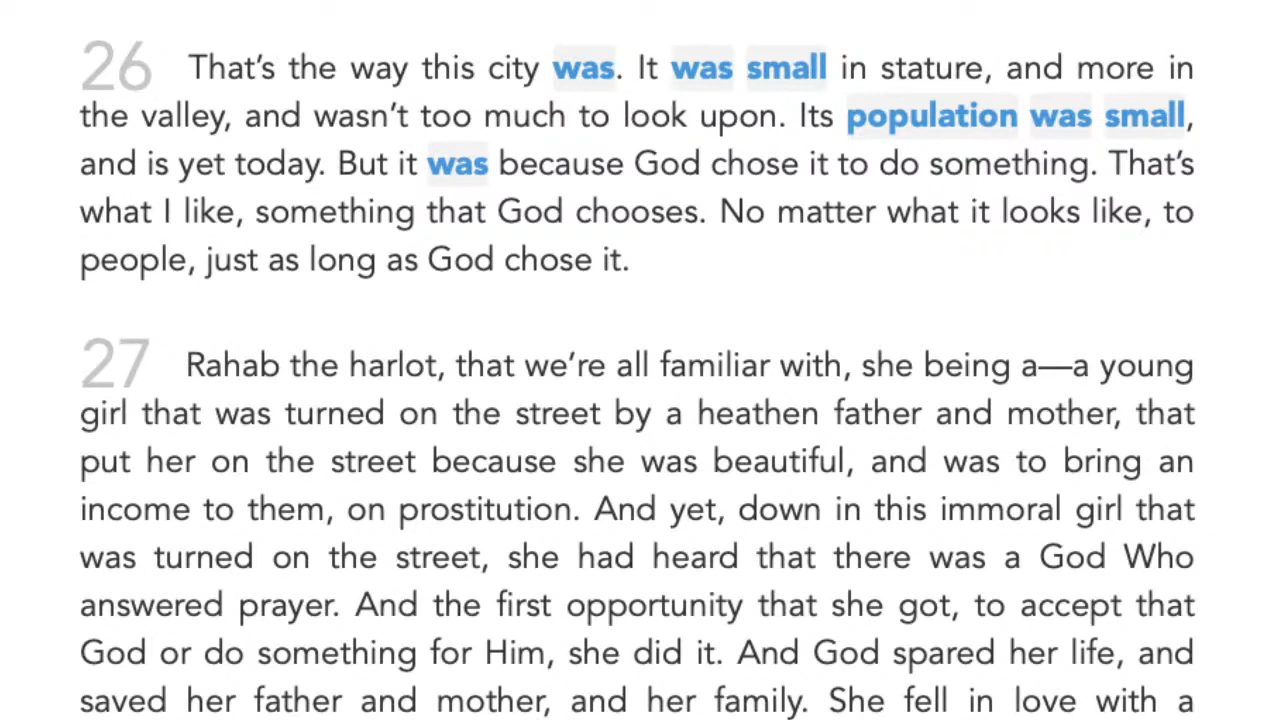 26 That’s the way this city was. It was small in stature, and more in
the valley, and wasn’t too much to look upon. Its population was small,
and is yet today. But it was because God chose it to do something. That’s
what I like, something that God chooses. No matter what it looks like, to
people, just as long as God chose it.
27 Rahab the harlot, that we’re all familiar with, she being a—a young
girl that was turned on the street by a heathen father and mother, that
put her on the street because she was beautiful, and was to bring an
income to them, on prostitution. And yet, down in this immoral girl that
was turned on the street, she had heard that there was a God Who
answered prayer. And the first opportunity that she got, to accept that
God or do something for Him, she did it. And God spared her life, and
saved her father and mother, and her family. She fell in love with a